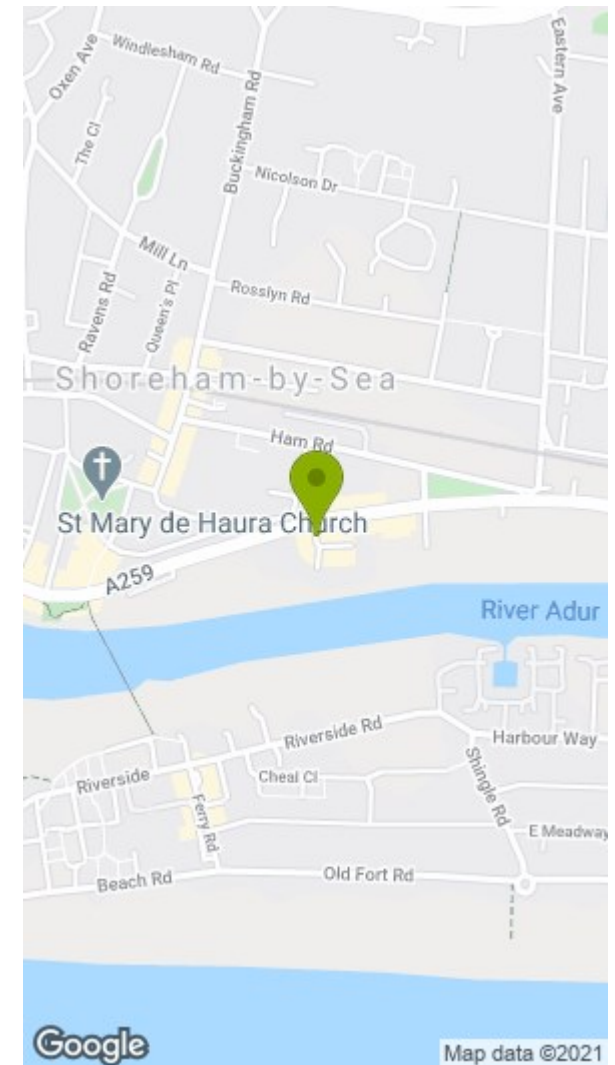 Windlesham Rd
Oxen Ave
Eastern Ave
The Cl
Buckingham Rd
Nicolson Dr
Mill Ln
Rosslyn Rd
Ravens Rd
Queen's Pl
Shoreham-by-Sea
Ham Rd
St Mary de Haura Church
A259
River Adur
Riverside Rd
Harbour Way
Riverside
Cheal Cl
Shingle Rd
Ferry Rd
E Meadway
Beach Rd
Old Fort Rd
Google
Map data ©2021